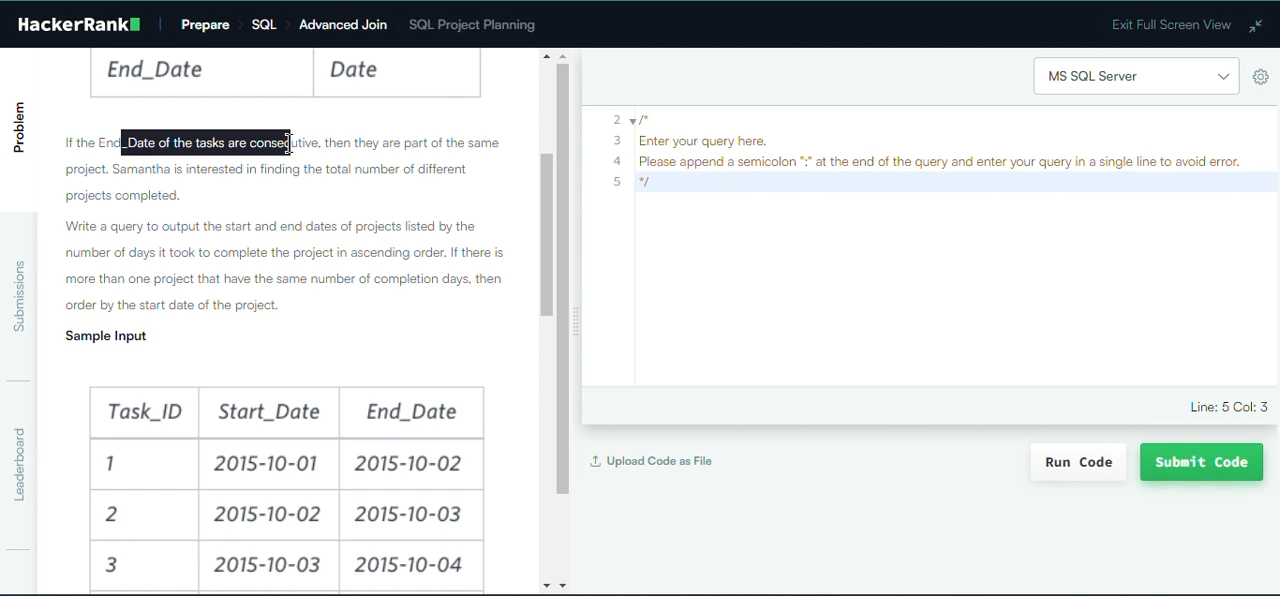 HackerRank | Prepare > SQL > Advanced Join > SQL Project Planning
Exit Full Screen View
Problem
Submissions
Leaderboard
End_Date Date
If the End_Date of the tasks are consecutive, then they are part of the same
project. Samantha is interested in finding the total number of different
projects completed.
Write a query to output the start and end dates of projects listed by the
number of days it took to complete the project in ascending order. If there is
more than one project that have the same number of completion days, then
order by the start date of the project.
Sample Input
Task_ID Start_Date End_Date
1 2015-10-01 2015-10-02
2 2015-10-02 2015-10-03
3 2015-10-03 2015-10-04
MS SQL Server
2 /*
3 Enter your query here.
4 Please append a semicolon ";" at the end of the query and enter your query in a single line to avoid error.
5 */
Line: 5 Col: 3
Upload Code as File
Run Code
Submit Code